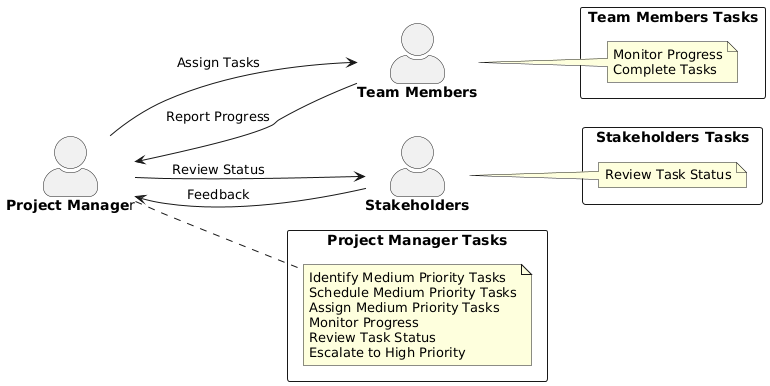 Team Members Tasks
Monitor Progress
Complete Tasks
Assign Tasks
Team Members
Report Progress
Stakeholders Tasks
Review Task Status
Review Status
Feedback
Project Manager
Stakeholders
Project Manager Tasks
Identify Medium Priority Tasks
Schedule Medium Priority Tasks
Assign Medium Priority Tasks
Monitor Progress
Review Task Status
Escalate to High Priority